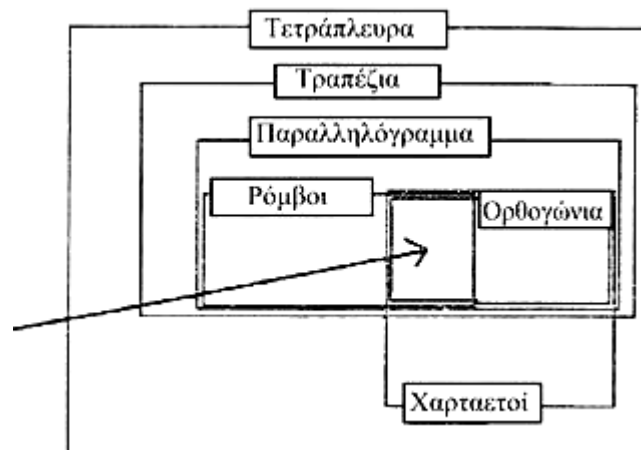 Τετράπλευρα
Τραπέζια
Παραλληλόγραμμα
Ρόμβοι
Ορθογώνια
Χαρταετοί